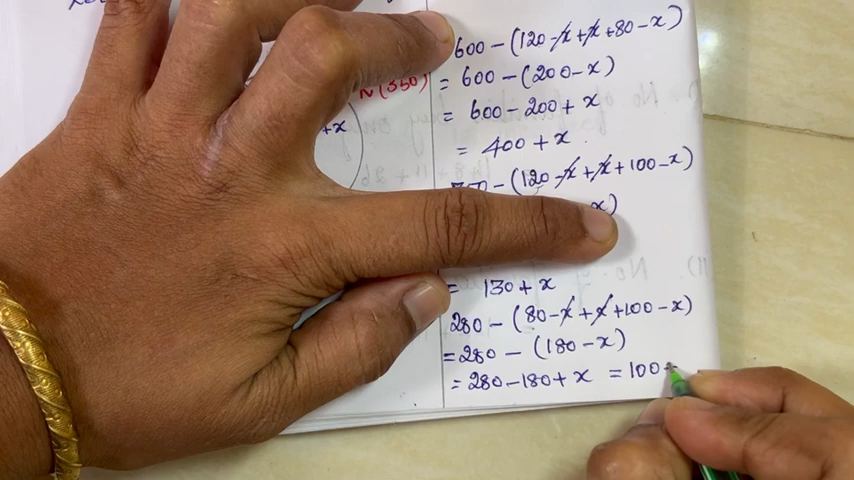 N(350)
+x
600 - (120 - x + x + 80 - x)
= 600 - (200 - x)
= 600 - 200 + x
= 400 + x
- (120 - x + x + 100 - x)
x)
= 130 + x
280 - (80 - x + x + 100 - x)
= 280 - (180 - x)
= 280 - 180 + x = 100 +